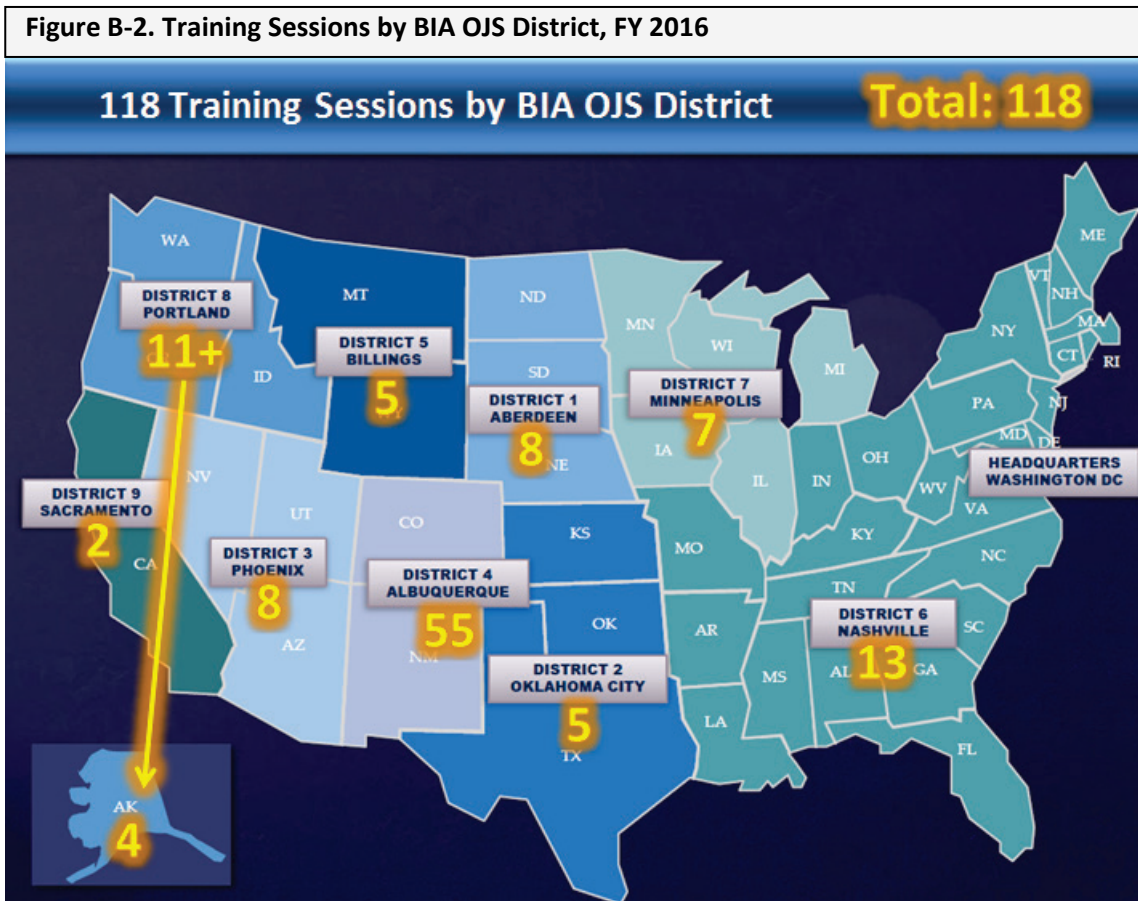 Figure B-2. Training Sessions by BIA OJS District, FY 2016
118 Training Sessions by BIA OJS District
Total: 118
WA
DISTRICT 8
PORTLAND
11+
ID
MT
DISTRICT 5
BILLINGS
5
WY
ND
SD
DISTRICT 1
ABERDEEN
8
NE
MN
WI
MI
DISTRICT 7
MINNEAPOLIS
7
IA
IL
IN
OH
ME
VT
NH
NY
MA
CT
RI
PA
NJ
MD
DE
HEADQUARTERS
WASHINGTON DC
WV
VA
KY
NC
TN
DISTRICT 9
SACRAMENTO
2
CA
NV
UT
DISTRICT 3
PHOENIX
8
AZ
CO
DISTRICT 4
ALBUQUERQUE
55
NM
KS
OK
DISTRICT 2
OKLAHOMA CITY
5
TX
MO
AR
LA
MS
DISTRICT 6
NASHVILLE
13
AL
GA
SC
FL
AK
4